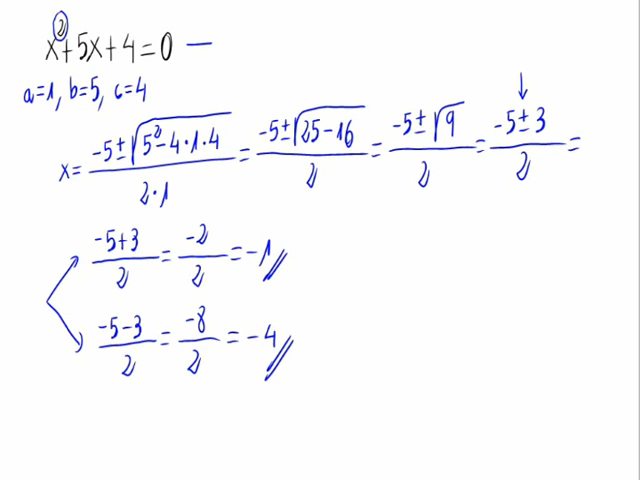 x²+5x+4=0 —
a=1, b=5, c=4
x= (-5±√(5²-4·1·4))/(2·1) = (-5±√(25-16))/2 = (-5±√9)/2 = (-5±3)/2 =
(-5+3)/2 = -2/2 = -1
(-5-3)/2 = -8/2 = -4